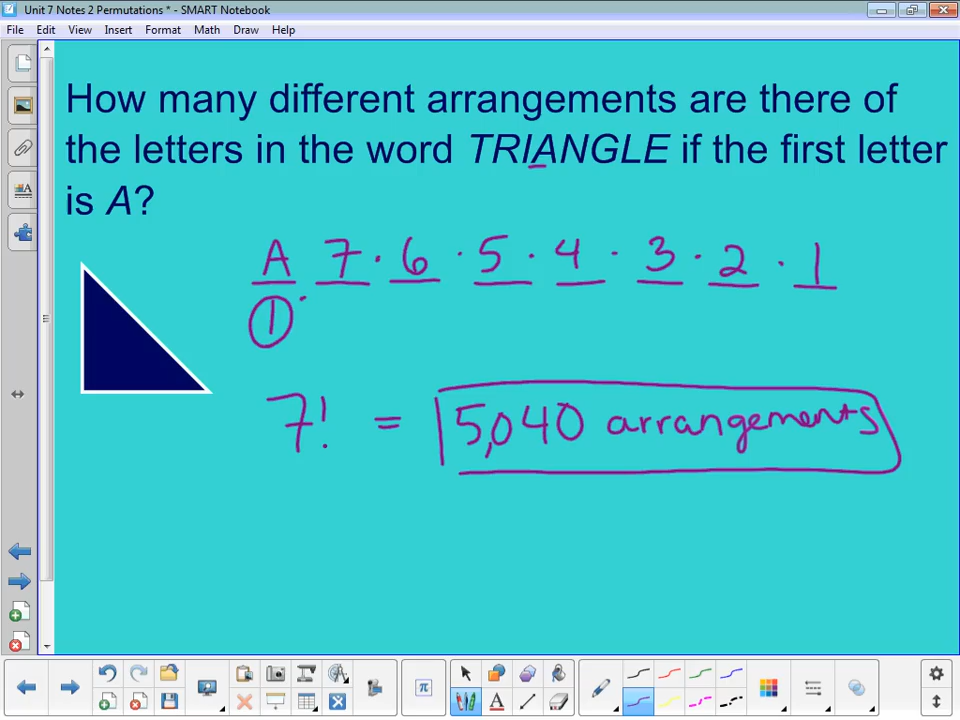 Unit 7 Notes 2 Permutations * - SMART Notebook
File Edit View Insert Format Math Draw Help
How many different arrangements are there of
the letters in the word TRIANGLE if the first letter
is A?
A 7 · 6 · 5 · 4 · 3 · 2 · 1
1 ·
7! = 5,040 arrangements
π A